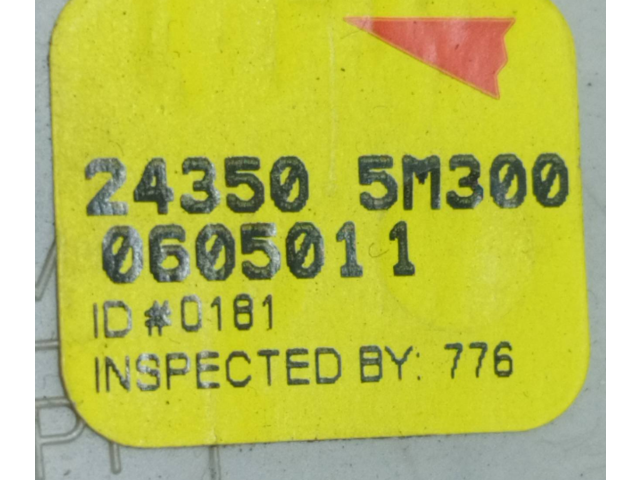 24350 5M300
0605011
ID #0181
INSPECTED BY: 776